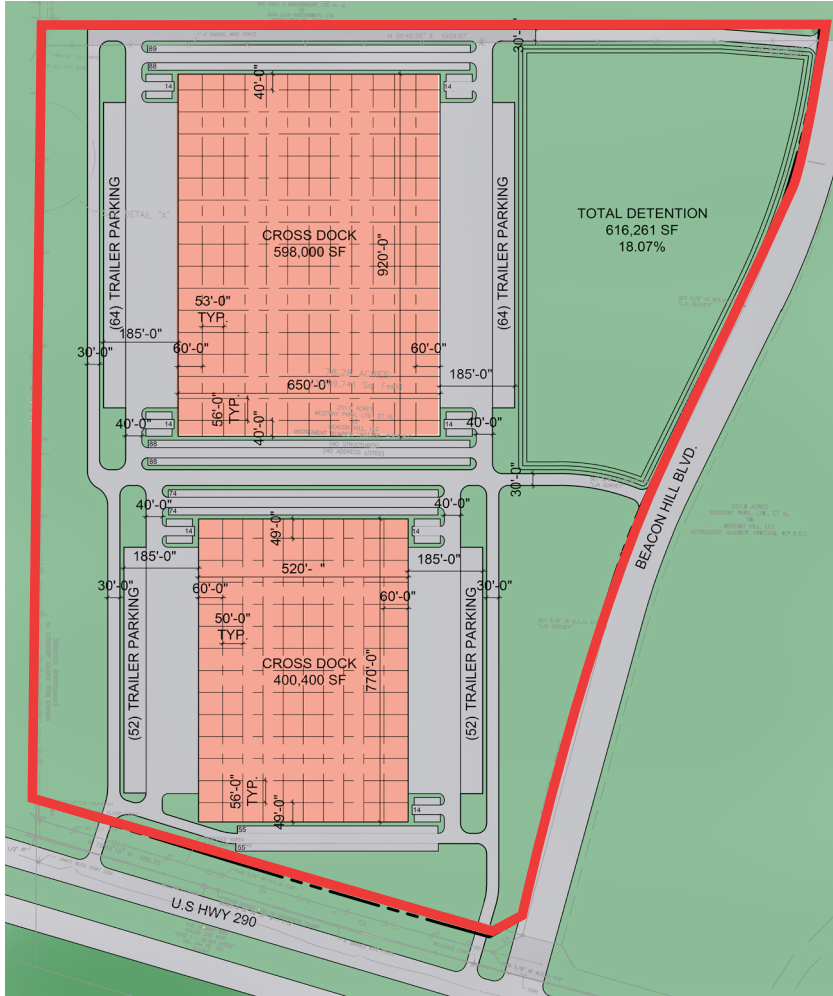 30'-0"
89
88
14
40'-0"
14
DETAIL "A"
(64) TRAILER PARKING
CROSS DOCK
598,000 SF
920'-0"
(64) TRAILER PARKING
TOTAL DETENTION
616,261 SF
18.07%
53'-0"
TYP.
185'-0"
30'-0"
60'-0"
60'-0"
185'-0"
650'-0"
56'-0"
TYP.
40'-0"
14
40'-0"
14
40'-0"
88
88
30'-0"
BEACON HILL BLVD.
74
74
40'-0"
14
49'-0"
40'-0"
14
185'-0"
520'- "
185'-0"
30'-0"
60'-0"
60'-0"
30'-0"
50'-0"
TYP.
(52) TRAILER PARKING
CROSS DOCK
400,400 SF
770'-0"
(52) TRAILER PARKING
56'-0"
TYP.
49'-0"
14
55
55
U.S HWY 290